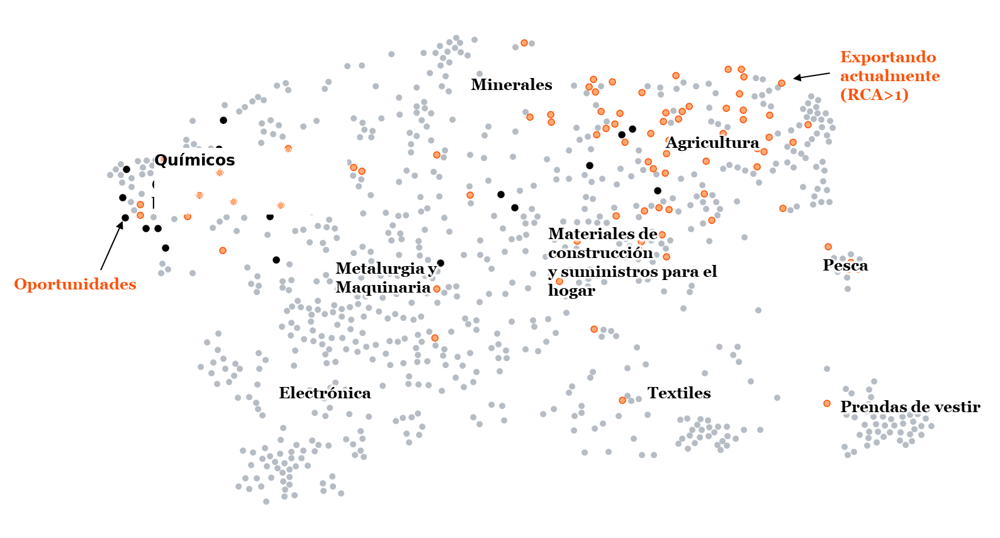 Exportando
actualmente
(RCA>1)
Minerales
Agricultura
Químicos
Materiales de
construcción
y suministros para el
hogar
Pesca
Metalurgia y
Maquinaria
Oportunidades
Electrónica
Textiles
Prendas de vestir